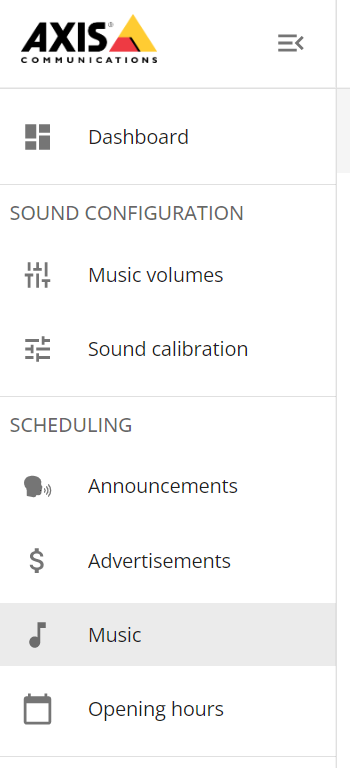 AXIS®
COMMUNICATIONS
Dashboard
SOUND CONFIGURATION
Music volumes
Sound calibration
SCHEDULING
Announcements
Advertisements
Music
Opening hours